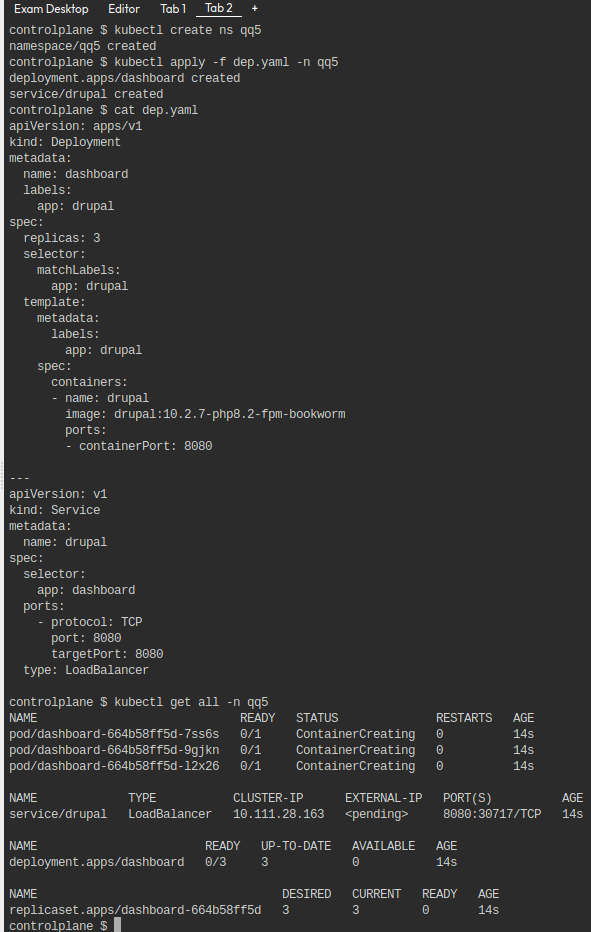 Exam Desktop Editor Tab 1 Tab 2 +
controlplane $ kubectl create ns qq5
namespace/qq5 created
controlplane $ kubectl apply -f dep.yaml -n qq5
deployment.apps/dashboard created
service/drupal created
controlplane $ cat dep.yaml
apiVersion: apps/v1
kind: Deployment
metadata:
  name: dashboard
  labels:
    app: drupal
spec:
  replicas: 3
  selector:
    matchLabels:
      app: drupal
  template:
    metadata:
      labels:
        app: drupal
    spec:
      containers:
      - name: drupal
        image: drupal:10.2.7-php8.2-fpm-bookworm
        ports:
        - containerPort: 8080

---
apiVersion: v1
kind: Service
metadata:
  name: drupal
spec:
  selector:
    app: dashboard
  ports:
    - protocol: TCP
      port: 8080
      targetPort: 8080
  type: LoadBalancer

controlplane $ kubectl get all -n qq5
NAME                             READY   STATUS              RESTARTS   AGE
pod/dashboard-664b58ff5d-7ss6s   0/1     ContainerCreating   0          14s
pod/dashboard-664b58ff5d-9gjkn   0/1     ContainerCreating   0          14s
pod/dashboard-664b58ff5d-l2x26   0/1     ContainerCreating   0          14s

NAME             TYPE           CLUSTER-IP      EXTERNAL-IP   PORT(S)          AGE
service/drupal   LoadBalancer   10.111.28.163   <pending>     8080:30717/TCP   14s

NAME                        READY   UP-TO-DATE   AVAILABLE   AGE
deployment.apps/dashboard   0/3     3            0           14s

NAME                                   DESIRED   CURRENT   READY   AGE
replicaset.apps/dashboard-664b58ff5d   3         3         0       14s
controlplane $